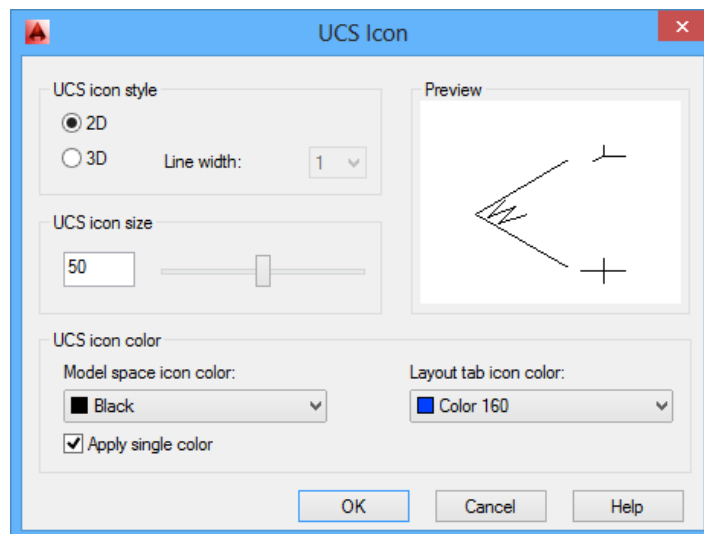 UCS Icon
UCS icon style
2D
3D
Line width:
1
Preview
UCS icon size
50
UCS icon color
Model space icon color:
Black
Apply single color
Layout tab icon color:
Color 160
OK
Cancel
Help